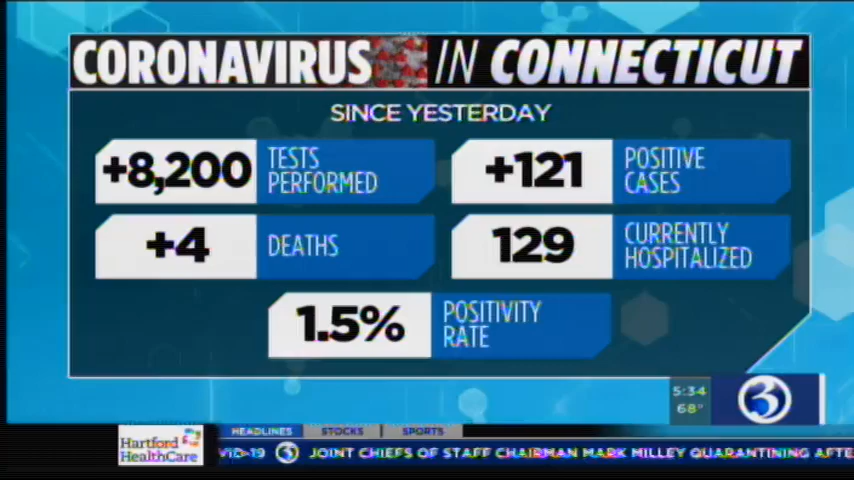 CORONAVIRUS IN CONNECTICUT
SINCE YESTERDAY
+8,200 TESTS PERFORMED
+121 POSITIVE CASES
+4 DEATHS
129 CURRENTLY HOSPITALIZED
1.5% POSITIVITY RATE
5:34
68°
3
HEADLINES STOCKS SPORTS
Hartford HealthCare
VID-19 3 JOINT CHIEFS OF STAFF CHAIRMAN MARK MILLEY QUARANTINING AFTE